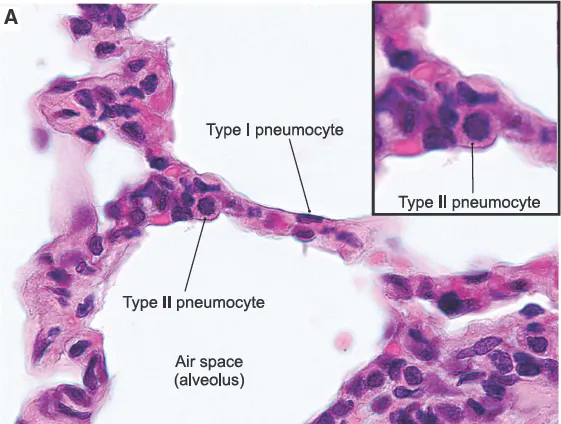 A
Type I pneumocyte
Type II pneumocyte
Type II pneumocyte
Air space
(alveolus)